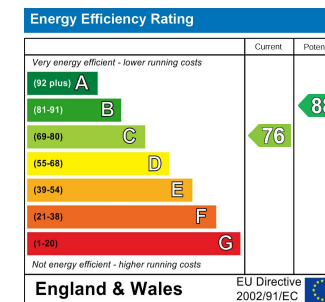 Energy Efficiency Rating
Current
Very energy efficient - lower running costs
(92 plus) A
(81-91) B
(69-80) C
76
(55-68) D
(39-54) E
(21-38) F
(1-20) G
Not energy efficient - higher running costs
England & Wales
EU Directive
2002/91/EC